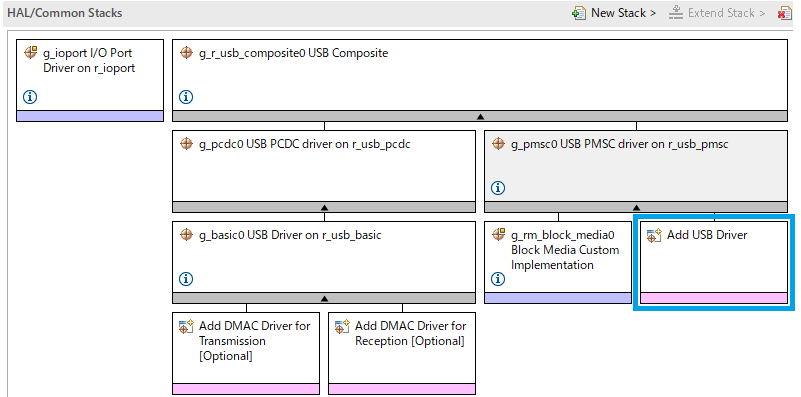 HAL/Common Stacks
New Stack >
Extend Stack >
g_ioport I/O Port
Driver on r_ioport
g_r_usb_composite0 USB Composite
g_pcdc0 USB PCDC driver on r_usb_pcdc
g_pmsc0 USB PMSC driver on r_usb_pmsc
g_basic0 USB Driver on r_usb_basic
g_rm_block_media0
Block Media Custom
Implementation
Add USB Driver
Add DMAC Driver for
Transmission
[Optional]
Add DMAC Driver for
Reception [Optional]